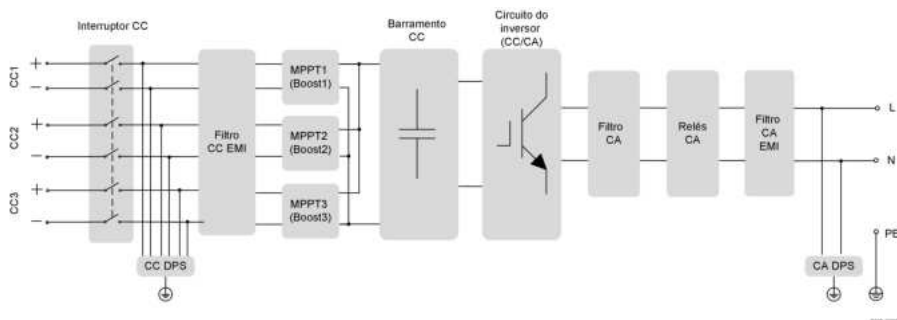 Interruptor CC
Barramento
CC
Circuito do
inversor
(CC/CA)
CC1
+
−
CC2
+
−
CC3
+
−
Filtro
CC EMI
MPPT1
(Boost1)
MPPT2
(Boost2)
MPPT3
(Boost3)
Filtro
CA
Relés
CA
Filtro
CA
EMI
L
N
PE
CC DPS
CA DPS